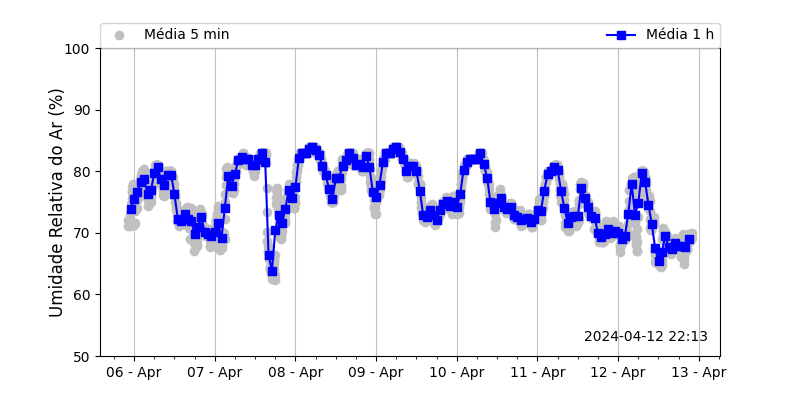 Média 5 min
Média 1 h
100
90
80
70
60
50
Umidade Relativa do Ar (%)
2024-04-12 22:13
06 - Apr
07 - Apr
08 - Apr
09 - Apr
10 - Apr
11 - Apr
12 - Apr
13 - Apr